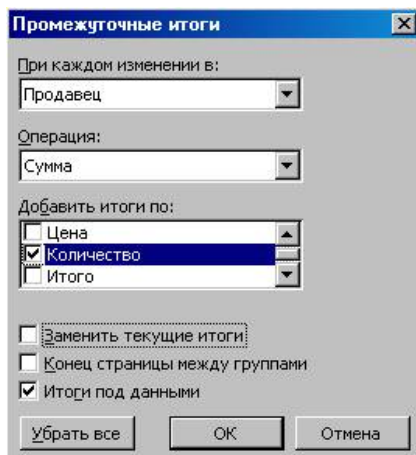 Промежуточные итоги
При каждом изменении в:
Продавец
Операция:
Сумма
Добавить итоги по:
Цена
Количество
Итого
Заменить текущие итоги
Конец страницы между группами
Итоги под данными
Убрать все
ОК
Отмена